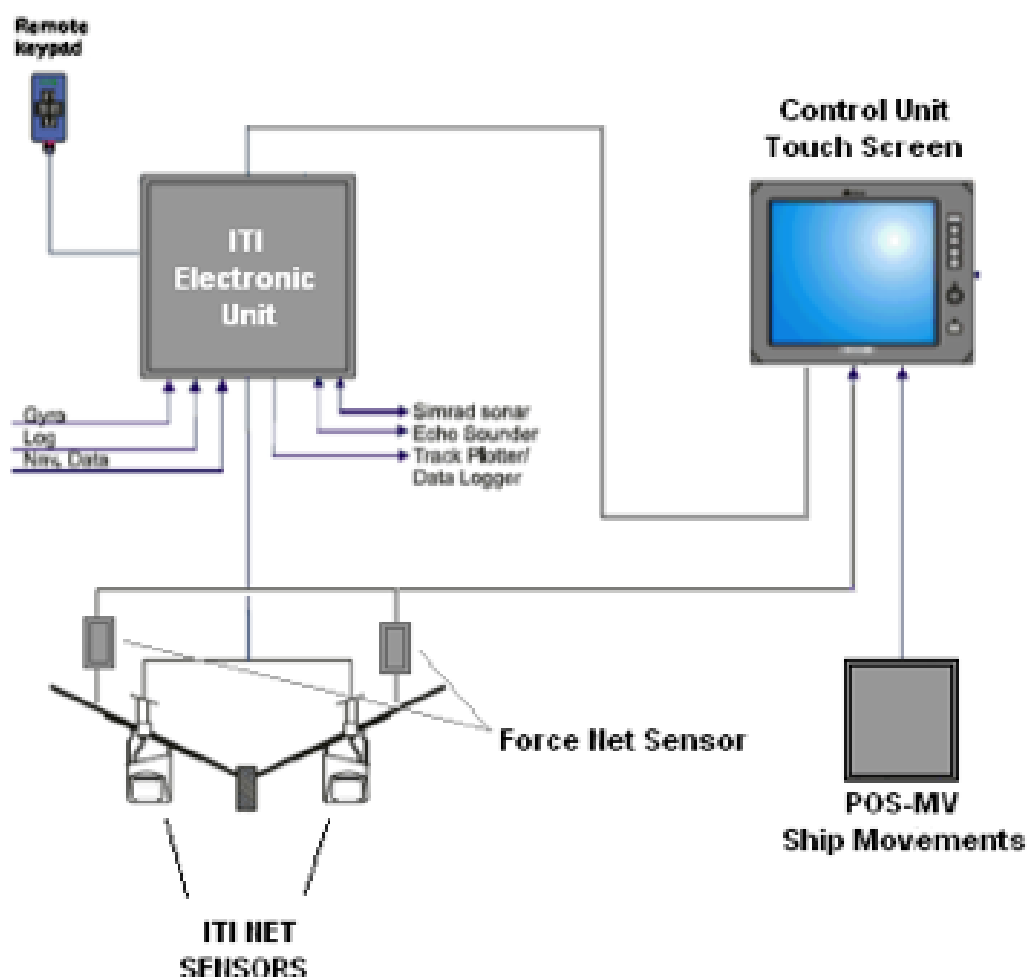 Remote
keypad
Control Unit
Touch Screen
ITI
Electronic
Unit
Gyro
Log
Nav. Data
Simrad sonar
Echo Sounder
Track Plotter/
Data Logger
Force Net Sensor
POS-MV
Ship Movements
ITI NET
SENSORS